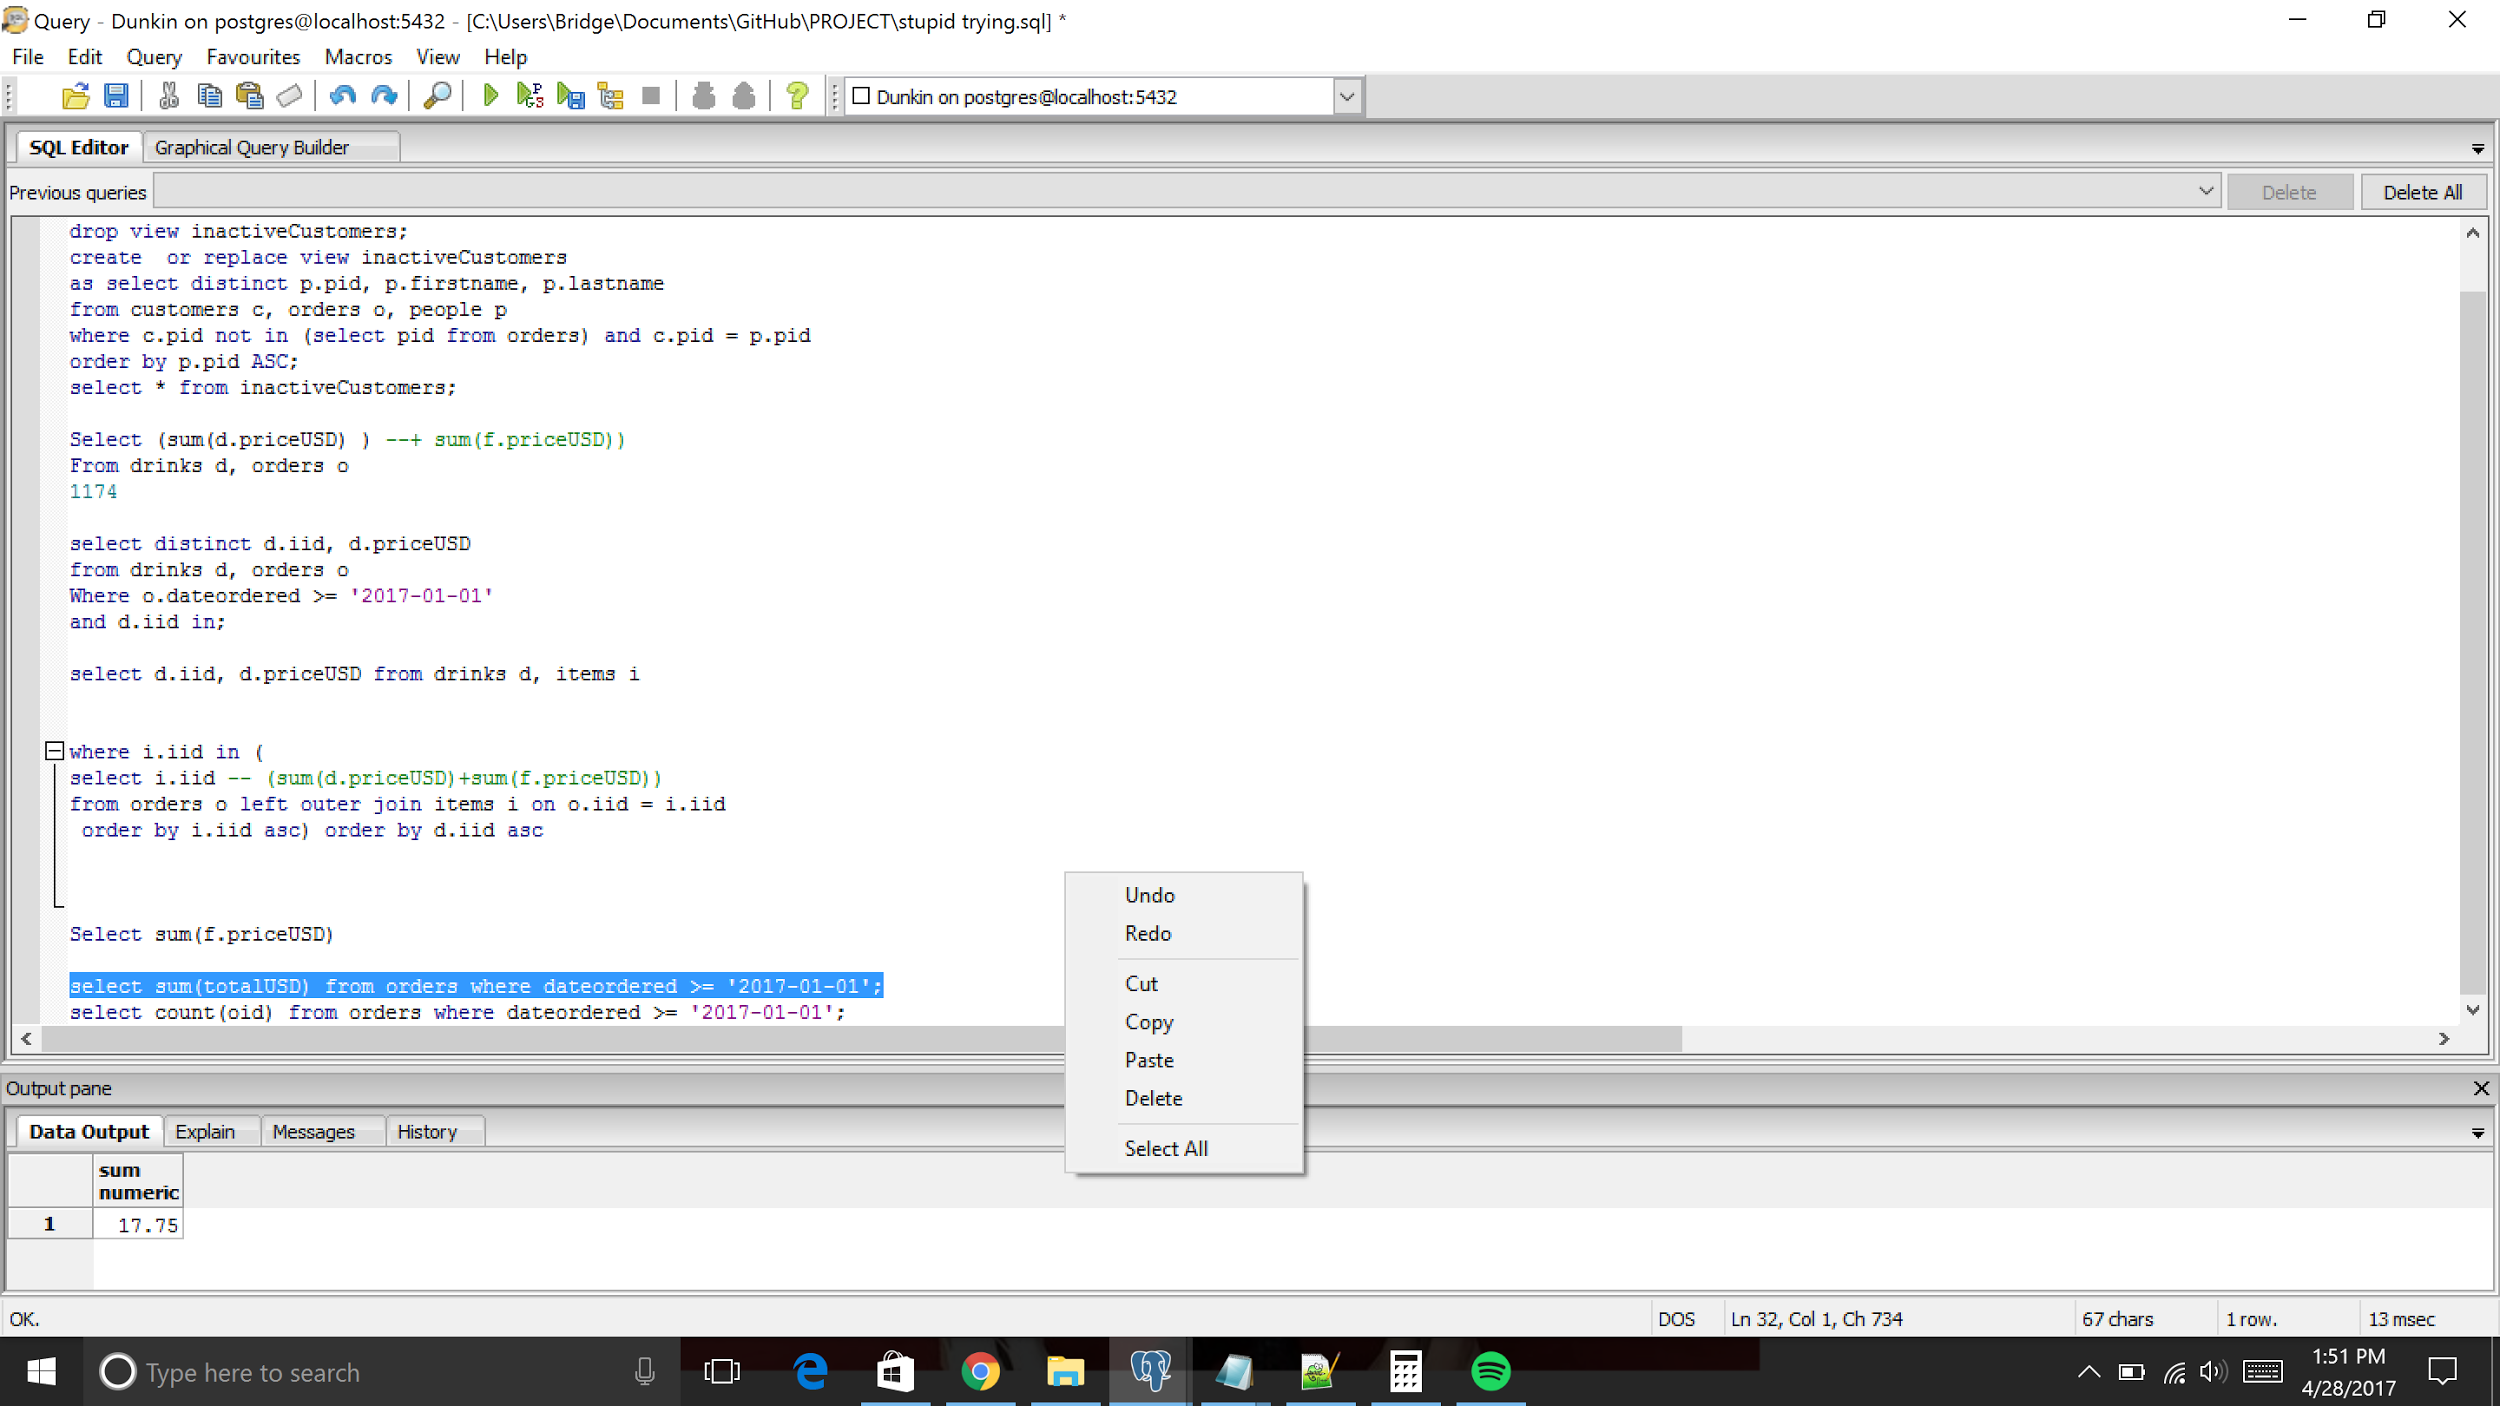 Query - Dunkin on postgres@localhost:5432 - [C:\Users\Bridge\Documents\GitHub\PROJECT\stupid trying.sql] *
File Edit Query Favourites Macros View Help
Dunkin on postgres@localhost:5432
SQL Editor Graphical Query Builder
Previous queries Delete Delete All
drop view inactiveCustomers;
create  or replace view inactiveCustomers
as select distinct p.pid, p.firstname, p.lastname
from customers c, orders o, people p
where c.pid not in (select pid from orders) and c.pid = p.pid
order by p.pid ASC;
select * from inactiveCustomers;
Select (sum(d.priceUSD) ) --+ sum(f.priceUSD))
From drinks d, orders o
1174
select distinct d.iid, d.priceUSD
from drinks d, orders o
Where o.dateordered >= '2017-01-01'
and d.iid in;
select d.iid, d.priceUSD from drinks d, items i
where i.iid in (
select i.iid -- (sum(d.priceUSD)+sum(f.priceUSD))
from orders o left outer join items i on o.iid = i.iid
order by i.iid asc) order by d.iid asc
Select sum(f.priceUSD)
select sum(totalUSD) from orders where dateordered >= '2017-01-01';
select count(oid) from orders where dateordered >= '2017-01-01';
Undo
Redo
Cut
Copy
Paste
Delete
Select All
Output pane
Data Output Explain Messages History
sum
numeric
1 17.75
OK. DOS Ln 32, Col 1, Ch 734 67 chars 1 row. 13 msec
Type here to search
1:51 PM
4/28/2017